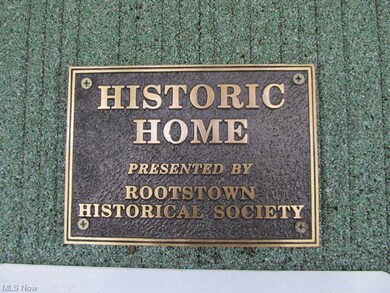 HISTORIC
HOME
PRESENTED BY
ROOTSTOWN
HISTORICAL SOCIETY
MLS Now